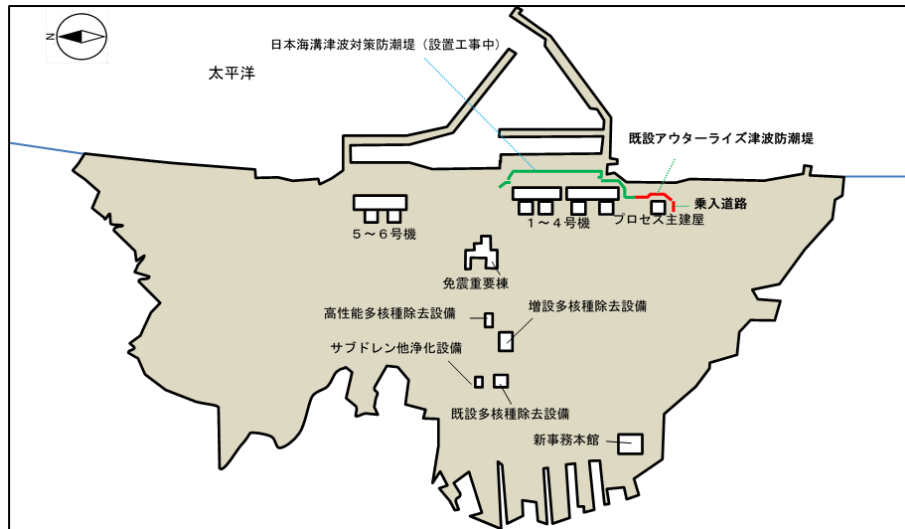 日本海溝津波対策防潮堤（設置工事中）
N
太平洋
既設アウターライズ津波防潮堤
乗入道路
１～４号機
プロセス主建屋
５～６号機
免震重要棟
高性能多核種除去設備
増設多核種除去設備
サブドレン他浄化設備
既設多核種除去設備
新事務本館